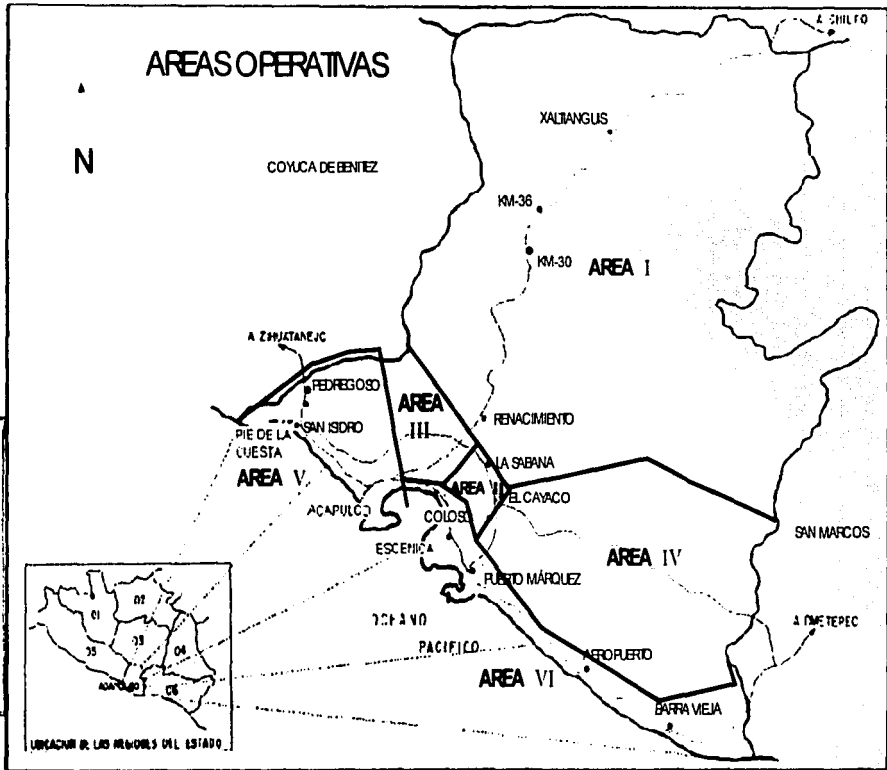 AREAS OPERATIVAS
N
COYUCA DE BENITEZ
XALTIANGUIS
KM-36
KM-30
AREA I
A ZIHUATANEJO
PEDREGOSO
AREA
III
RENACIMIENTO
SAN ISIDRO
PIE DE LA
CUESTA
AREA V
LA SABANA
AREA II
EL CAYACO
ACAPULCO
COLOSO
ESCENICA
SAN MARCOS
AREA IV
PUERTO MÁRQUEZ
OCEANO
PACIFICO
A OMETEPEC
AEROPUERTO
AREA VI
BARRA VIEJA
01
02
03
04
05
06
ACAPULCO
UBICACION DE LAS REGIONES DEL ESTADO